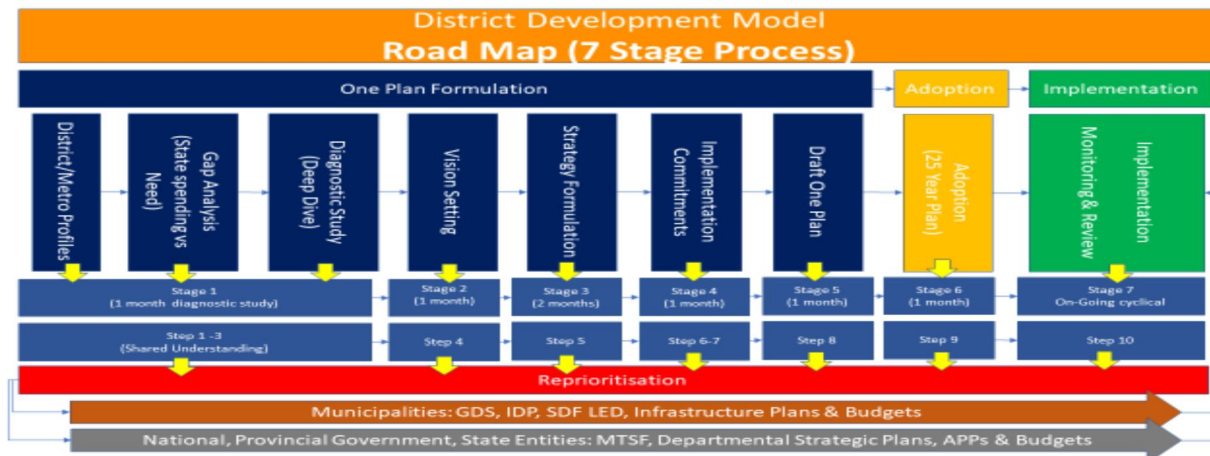 District Development Model
Road Map (7 Stage Process)
One Plan Formulation
Adoption
Implementation
District/Metro Profiles
Gap Analysis
(State spending vs
Need)
Diagnostic Study
(Deep Dive)
Vision Setting
Strategy Formulation
Implementation
Commitments
Draft One Plan
Adoption
(25 Year Plan)
Implementation
Monitoring & Review
Stage 1
(1 month diagnostic study)
Stage 2
(1 month)
Stage 3
(2 months)
Stage 4
(1 month)
Stage 5
(1 month)
Stage 6
(1 month)
Stage 7
On-Going cyclical
Step 1 -3
(Shared Understanding)
Step 4
Step 5
Step 6-7
Step 8
Step 9
Step 10
Reprioritisation
Municipalities: GDS, IDP, SDF LED, Infrastructure Plans & Budgets
National, Provincial Government, State Entities: MTSF, Departmental Strategic Plans, APPs & Budgets